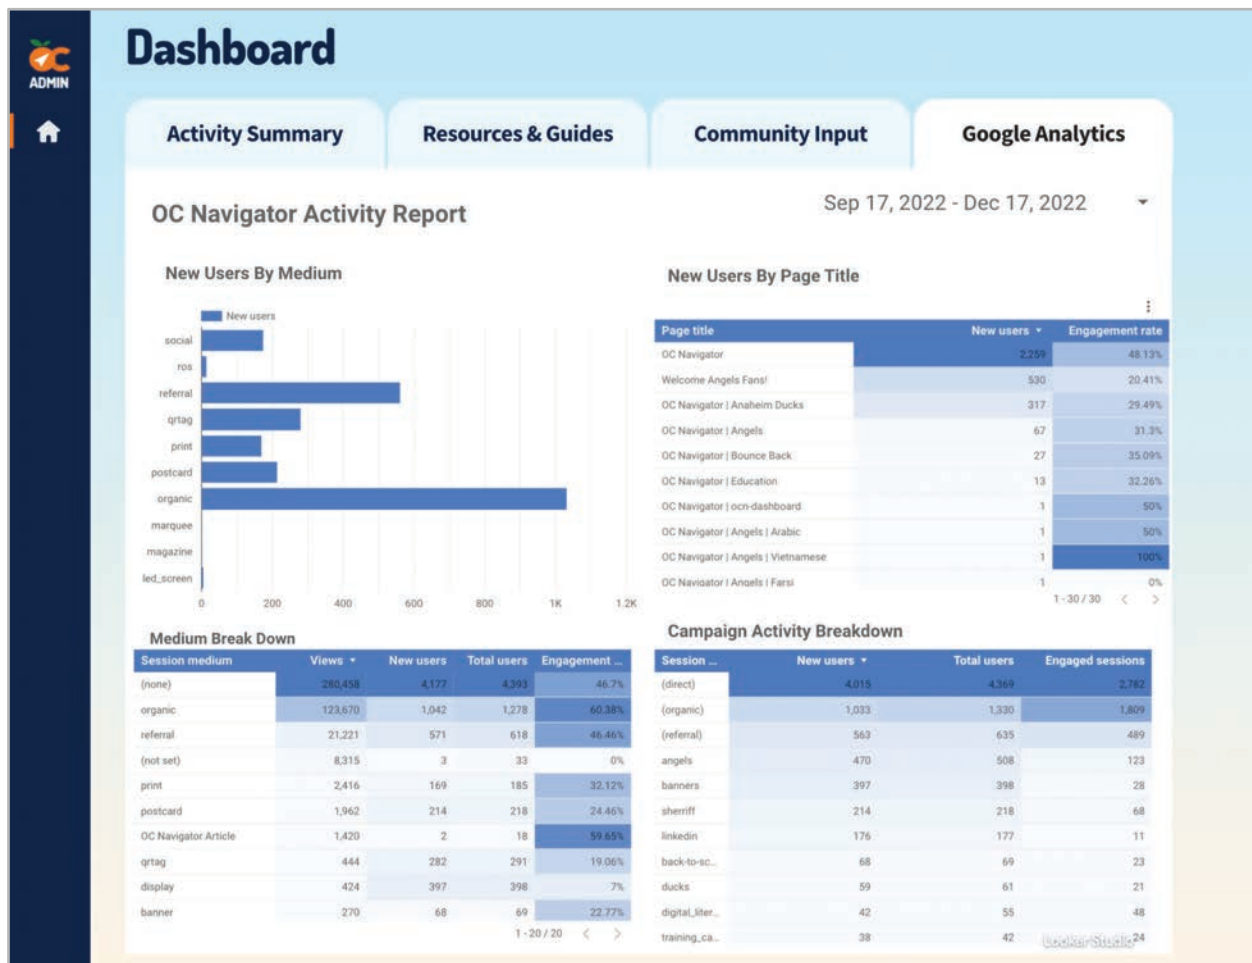 Dashboard
ADMIN
Activity Summary
Resources & Guides
Community Input
Google Analytics
OC Navigator Activity Report
Sep 17, 2022 - Dec 17, 2022
New Users By Medium
New users
social
ros
referral
qrtag
print
postcard
organic
marquee
magazine
led_screen
0 200 400 600 800 1K 1.2K
New Users By Page Title
Page title New users Engagement rate
OC Navigator 2,259 48.13%
Welcome Angels Fans! 530 20.41%
OC Navigator | Anaheim Ducks 317 29.49%
OC Navigator | Angels 67 31.3%
OC Navigator | Bounce Back 27 35.09%
OC Navigator | Education 13 32.26%
OC Navigator | ocn-dashboard 1 50%
OC Navigator | Angels | Arabic 1 50%
OC Navigator | Angels | Vietnamese 1 100%
OC Navigator | Angels | Farsi 1 0%
1 - 30 / 30
Medium Break Down
Session medium Views New users Total users Engagement ...
(none) 280,458 4,177 4,393 46.7%
organic 123,670 1,042 1,278 60.38%
referral 21,221 571 618 46.46%
(not set) 8,315 3 33 0%
print 2,416 169 185 32.12%
postcard 1,962 214 218 24.46%
OC Navigator Article 1,420 2 18 59.65%
qrtag 444 282 291 19.06%
display 424 397 398 7%
banner 270 68 69 22.77%
1 - 20 / 20
Campaign Activity Breakdown
Session ... New users Total users Engaged sessions
(direct) 4,015 4,369 2,782
(organic) 1,033 1,330 1,809
(referral) 563 635 489
angels 470 508 123
banners 397 398 28
sherriff 214 218 68
linkedin 176 177 11
back-to-sc... 68 69 23
ducks 59 61 21
digital_liter... 42 55 48
training_ca... 38 42 24
Looker Studio